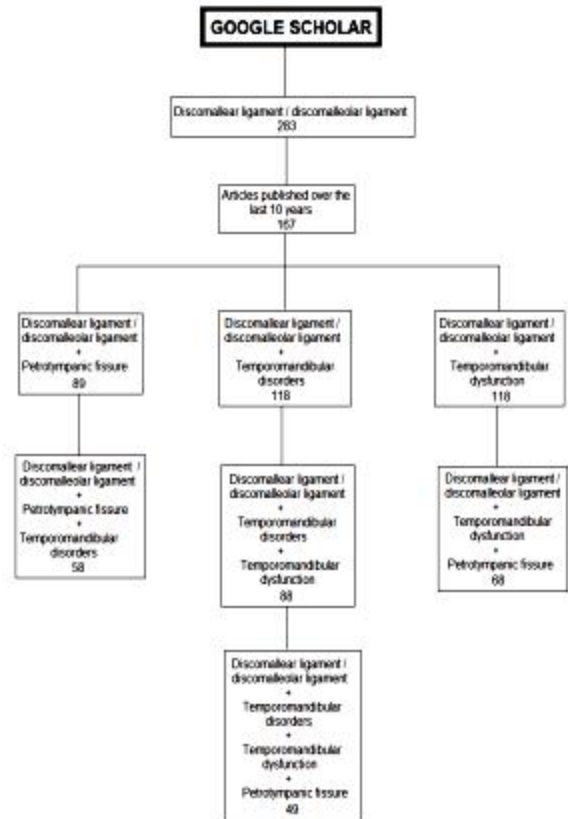 GOOGLE SCHOLAR
Discomallear ligament / discomalleolar ligament
263
Articles published over the
last 10 years
167
Discomallear ligament /
discomalleolar ligament
+
Petrotympanic fissure
89
Discomallear ligament /
discomalleolar ligament
+
Temporomandibular
disorders
118
Discomallear ligament /
discomalleolar ligament
+
Temporomandibular
dysfunction
118
Discomallear ligament /
discomalleolar ligament
+
Petrotympanic fissure
+
Temporomandibular
disorders
58
Discomallear ligament /
discomalleolar ligament
+
Temporomandibular
disorders
+
Temporomandibular
dysfunction
88
Discomallear ligament /
discomalleolar ligament
+
Temporomandibular
dysfunction
+
Petrotympanic fissure
68
Discomallear ligament /
discomalleolar ligament
+
Temporomandibular
disorders
+
Temporomandibular
dysfunction
+
Petrotympanic fissure
49